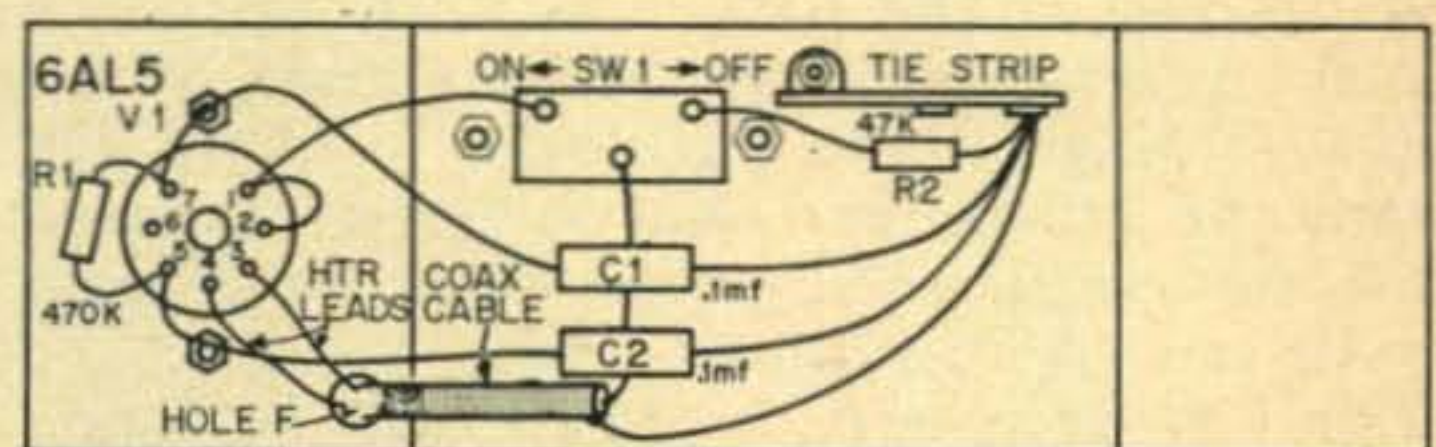 6AL5
V1
ON SW1 OFF
TIE STRIP
47K
R2
R1
7 1
6 2
5 4 3
470K
HTR
LEADS
COAX
CABLE
C1
.1mf
C2
.1mf
HOLE F